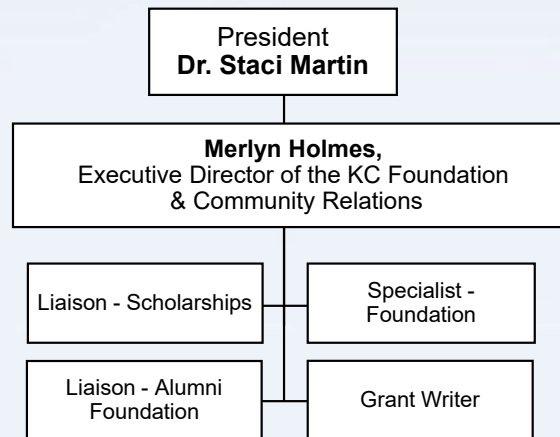 President
Dr. Staci Martin
Merlyn Holmes,
Executive Director of the KC Foundation
& Community Relations
Liaison - Scholarships
Specialist -
Foundation
Liaison - Alumni
Foundation
Grant Writer